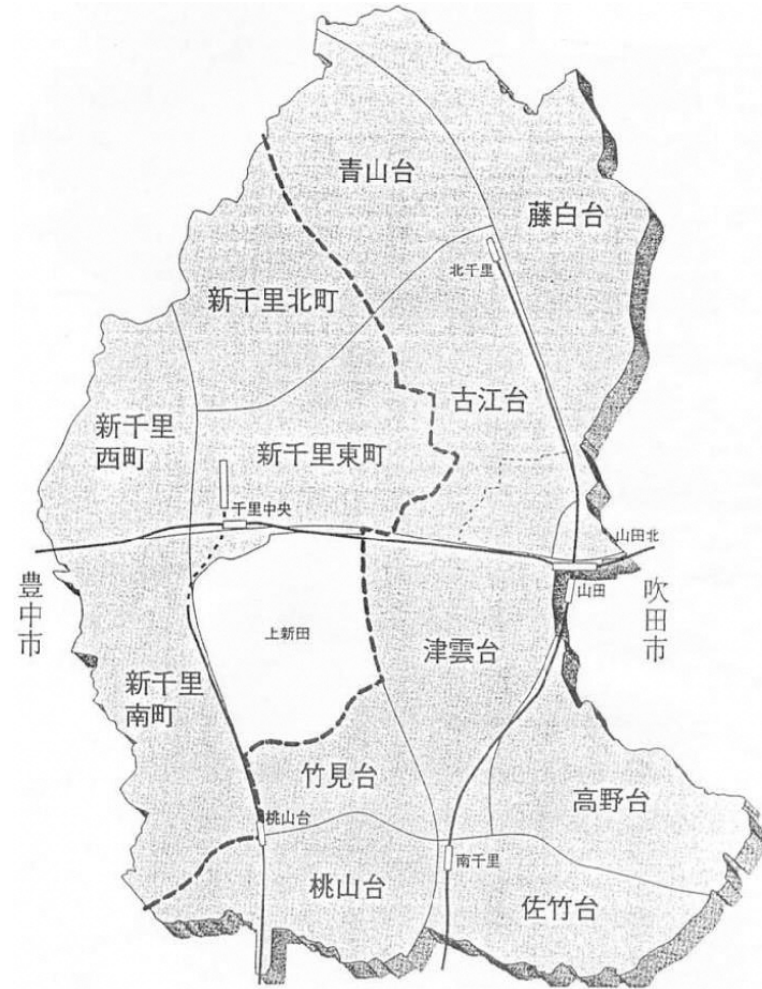 青山台
藤白台
北千里
新千里北町
古江台
新千里
西町
新千里東町
千里中央
山田北
豊中市
山田
吹田市
上新田
津雲台
新千里
南町
竹見台
高野台
桃山台
南千里
桃山台
佐竹台